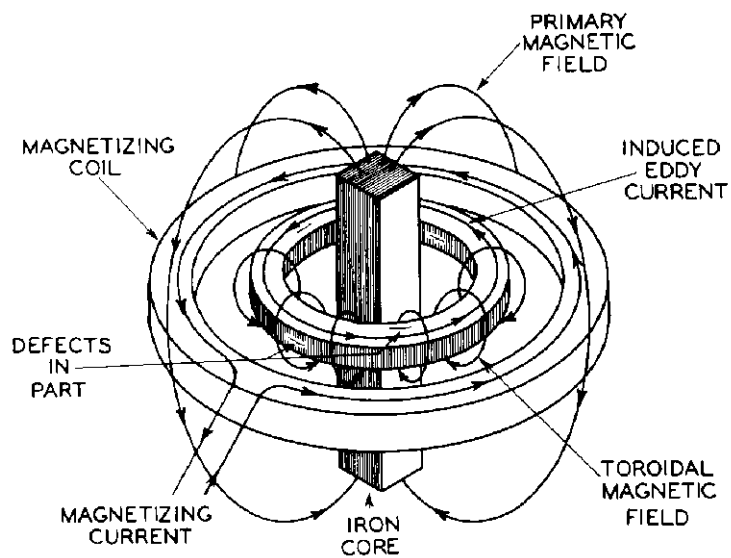 PRIMARY
MAGNETIC
FIELD
MAGNETIZING
COIL
INDUCED
EDDY
CURRENT
DEFECTS
IN
PART
MAGNETIZING
CURRENT
IRON
CORE
TOROIDAL
MAGNETIC
FIELD